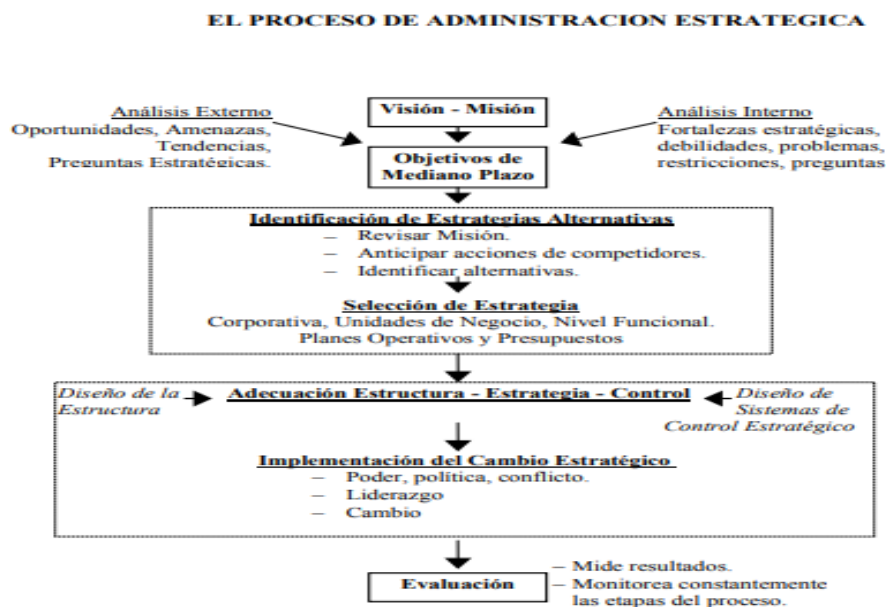 EL PROCESO DE ADMINISTRACION ESTRATEGICA
Visión - Misión
Análisis Externo
Oportunidades, Amenazas,
Tendencias,
Preguntas Estratégicas.
Análisis Interno
Fortalezas estratégicas,
debilidades, problemas,
restricciones, preguntas
Objetivos de
Mediano Plazo
Identificación de Estrategias Alternativas
– Revisar Misión.
– Anticipar acciones de competidores.
– Identificar alternativas.
Selección de Estrategia
Corporativa, Unidades de Negocio, Nivel Funcional.
Planes Operativos y Presupuestos
Diseño de la
Estructura
Adecuación Estructura - Estrategia - Control
Diseño de
Sistemas de
Control Estratégico
Implementación del Cambio Estratégico
– Poder, política, conflicto.
– Liderazgo
– Cambio
Evaluación
– Mide resultados.
– Monitorea constantemente
las etapas del proceso.